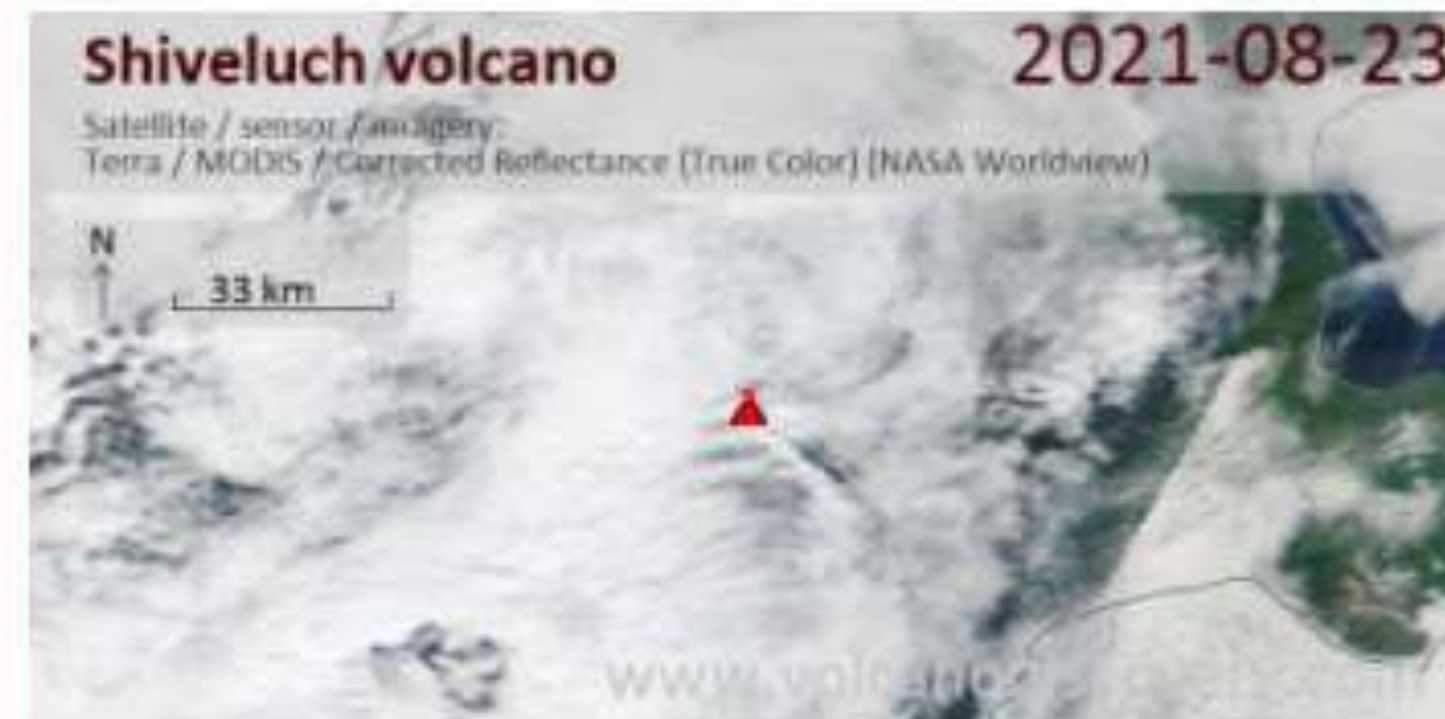 Shiveluch volcano
2021-08-23
Satellite / sensor / imagery:
Terra / MODIS / Corrected Reflectance (True Color) (NASA Worldview)
N
33 km